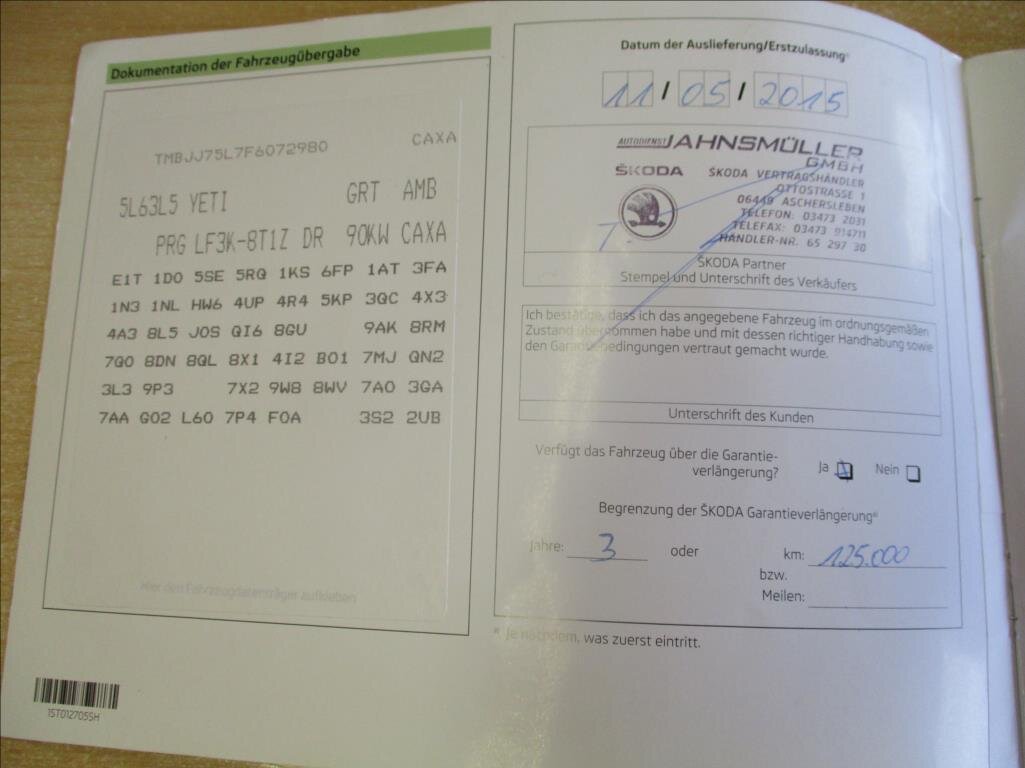 Dokumentation der Fahrzeugübergabe
CAXA
TMBJJ75L7F6072980
5L63L5 YETI GRT AMB
PRG LF3K-8T1Z DR 90KW CAXA
E1T 1D0 5SE 5RQ 1KS 6FP 1AT 3FA
1N3 1NL HW6 4UP 4R4 5KP 3QC 4X3
4A3 8L5 J0S QI6 8GU 9AK 8RM
7Q0 8DN 8QL 8X1 4I2 B01 7MJ QN2
3L3 9P3 7X2 9W8 8WV 7A0 3GA
7AA G02 L60 7P4 F0A 3S2 2UB
Hier den Fahrzeugdatenträger aufkleben
1ST012705SH
Datum der Auslieferung/Erstzulassung*
11 / 05 / 2015
AUTODIENST JAHNSMÜLLER
GMBH
ŠKODA ŠKODA VERTRAGSHÄNDLER
OTTOSTRASSE 1
06449 ASCHERSLEBEN
TELEFON: 03473 2031
TELEFAX: 03473 914711
HÄNDLER-NR. 65 297 30
ŠKODA Partner
Stempel und Unterschrift des Verkäufers
Ich bestätige, dass ich das angegebene Fahrzeug im ordnungsgemäßen
Zustand übernommen habe und mit dessen richtiger Handhabung sowie
den Garantiebedingungen vertraut gemacht wurde.
Unterschrift des Kunden
Verfügt das Fahrzeug über die Garantie-
verlängerung? Ja Nein
Begrenzung der ŠKODA Garantieverlängerung*
Jahre: 3 oder km: 125.000
bzw.
Meilen:
* Je nachdem, was zuerst eintritt.